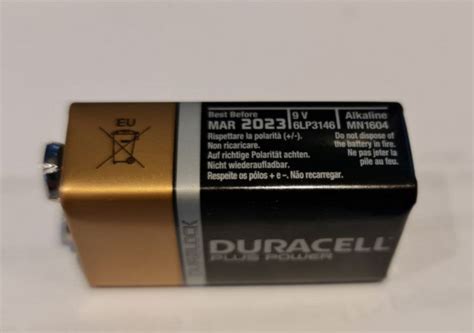 EU
Best Before
MAR 2023
9 V
6LP3146
Alkaline
MN1604
Rispettare la polarità (+/-).
Non ricaricare.
Auf richtige Polarität achten.
Nicht wiederaufladbar.
Respeite os pólos + e -. Não recarregar.
Do not dispose of
the battery in fire.
Ne pas jeter la
pile au feu.
DURALOCK
DURACELL
PLUS POWER